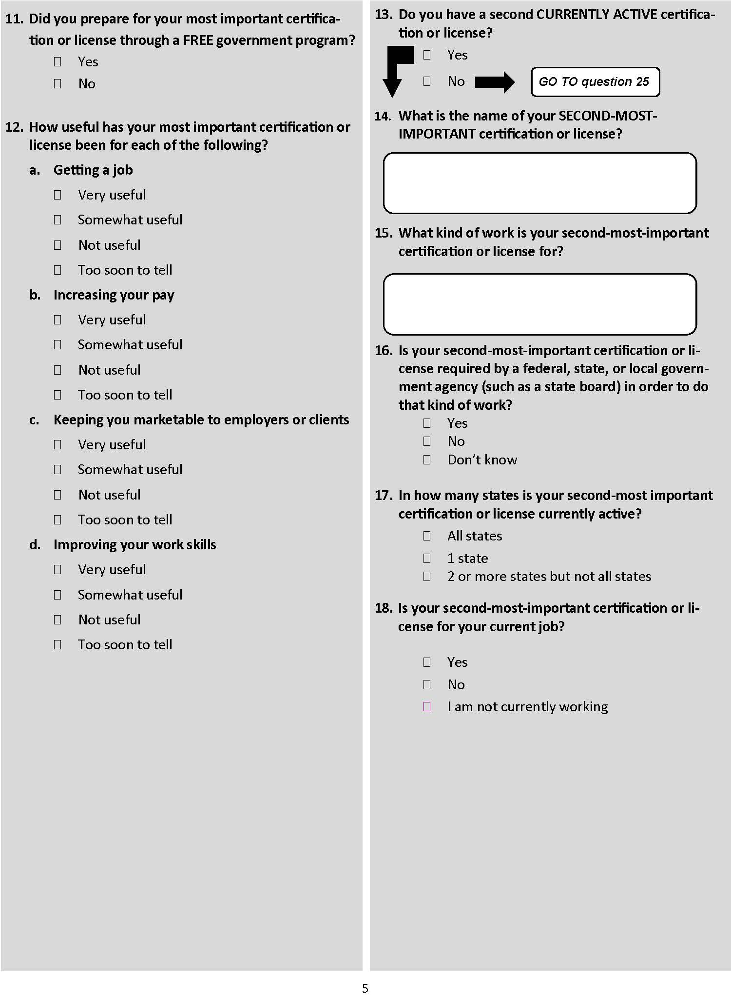 11. Did you prepare for your most important certifica-
tion or license through a FREE government program?
Yes
No
12. How useful has your most important certification or
license been for each of the following?
a. Getting a job
Very useful
Somewhat useful
Not useful
Too soon to tell
b. Increasing your pay
Very useful
Somewhat useful
Not useful
Too soon to tell
c. Keeping you marketable to employers or clients
Very useful
Somewhat useful
Not useful
Too soon to tell
d. Improving your work skills
Very useful
Somewhat useful
Not useful
Too soon to tell
13. Do you have a second CURRENTLY ACTIVE certifica-
tion or license?
Yes
No GO TO question 25
14. What is the name of your SECOND-MOST-
IMPORTANT certification or license?
15. What kind of work is your second-most-important
certification or license for?
16. Is your second-most-important certification or li-
cense required by a federal, state, or local govern-
ment agency (such as a state board) in order to do
that kind of work?
Yes
No
Don’t know
17. In how many states is your second-most important
certification or license currently active?
All states
1 state
2 or more states but not all states
18. Is your second-most-important certification or li-
cense for your current job?
Yes
No
I am not currently working
5